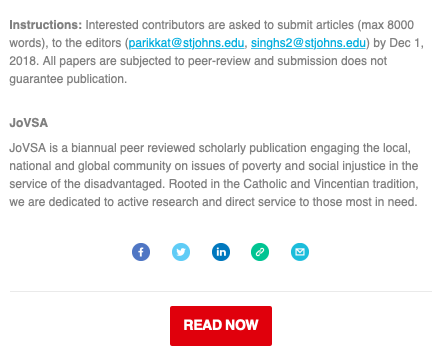 Instructions: Interested contributors are asked to submit articles (max 8000
words), to the editors (parikkat@stjohns.edu, singhs2@stjohns.edu) by Dec 1,
2018. All papers are subjected to peer-review and submission does not
guarantee publication.
JoVSA
JoVSA is a biannual peer reviewed scholarly publication engaging the local,
national and global community on issues of poverty and social injustice in the
service of the disadvantaged. Rooted in the Catholic and Vincentian tradition,
we are dedicated to active research and direct service to those most in need.
READ NOW